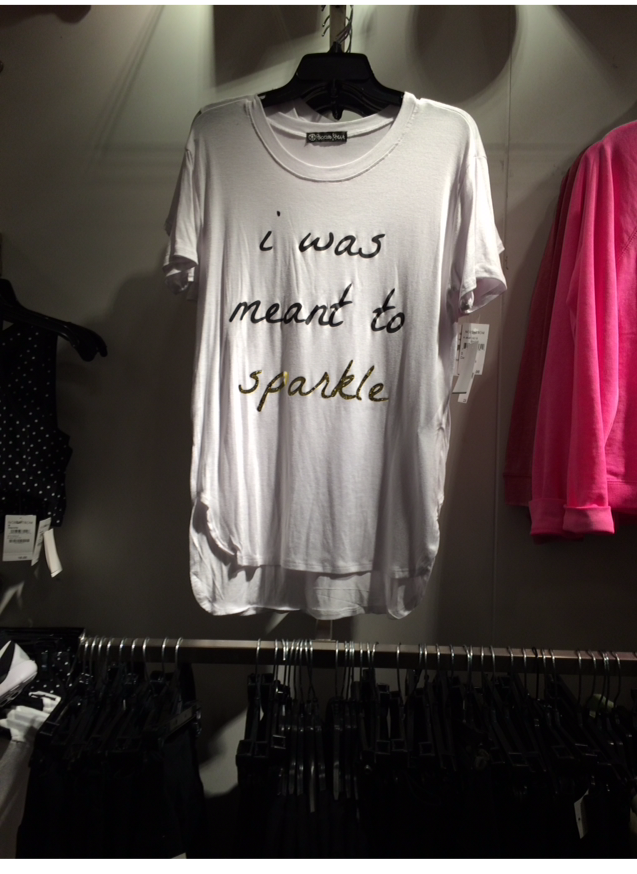 i was
meant to
sparkle